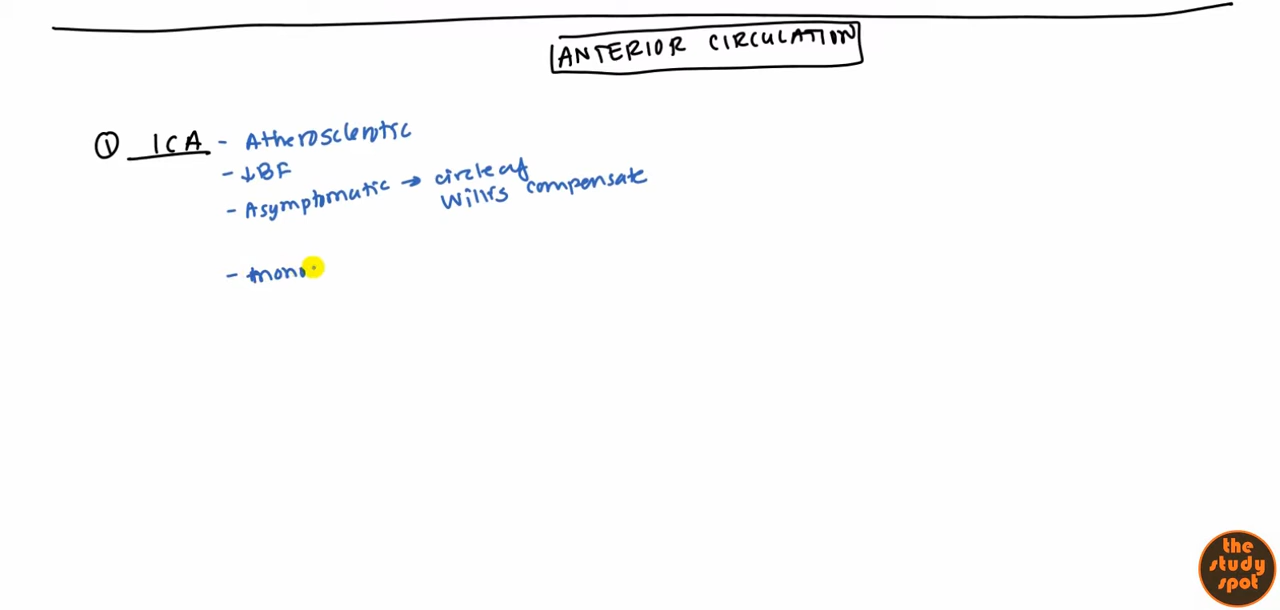 ANTERIOR CIRCULATION
① ICA - Atherosclerotic
- ↓BF
- Asymptomatic → circle of
Willis compensate
- mono
the
study
spot